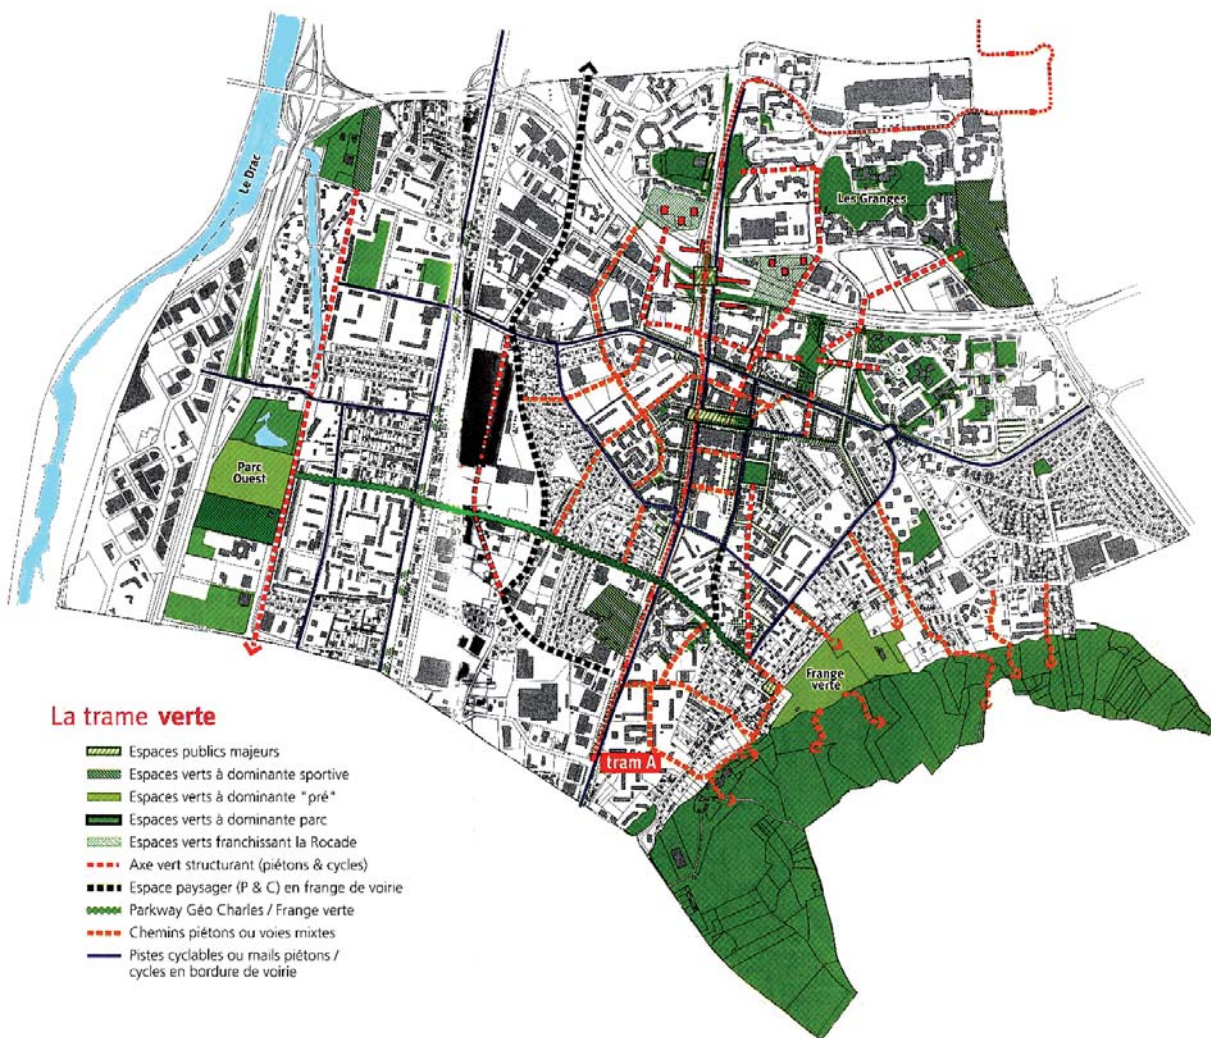 Le Drac
Les Granges
Parc
Ouest
Frange
verte
tram A
La trame verte
Espaces publics majeurs
Espaces verts à dominante sportive
Espaces verts à dominante "pré"
Espaces verts à dominante parc
Espaces verts franchissant la Rocade
Axe vert structurant (piétons & cycles)
Espace paysager (P & C) en frange de voirie
Parkway Géo Charles / Frange verte
Chemins piétons ou voies mixtes
Pistes cyclables ou mails piétons /
cycles en bordure de voirie